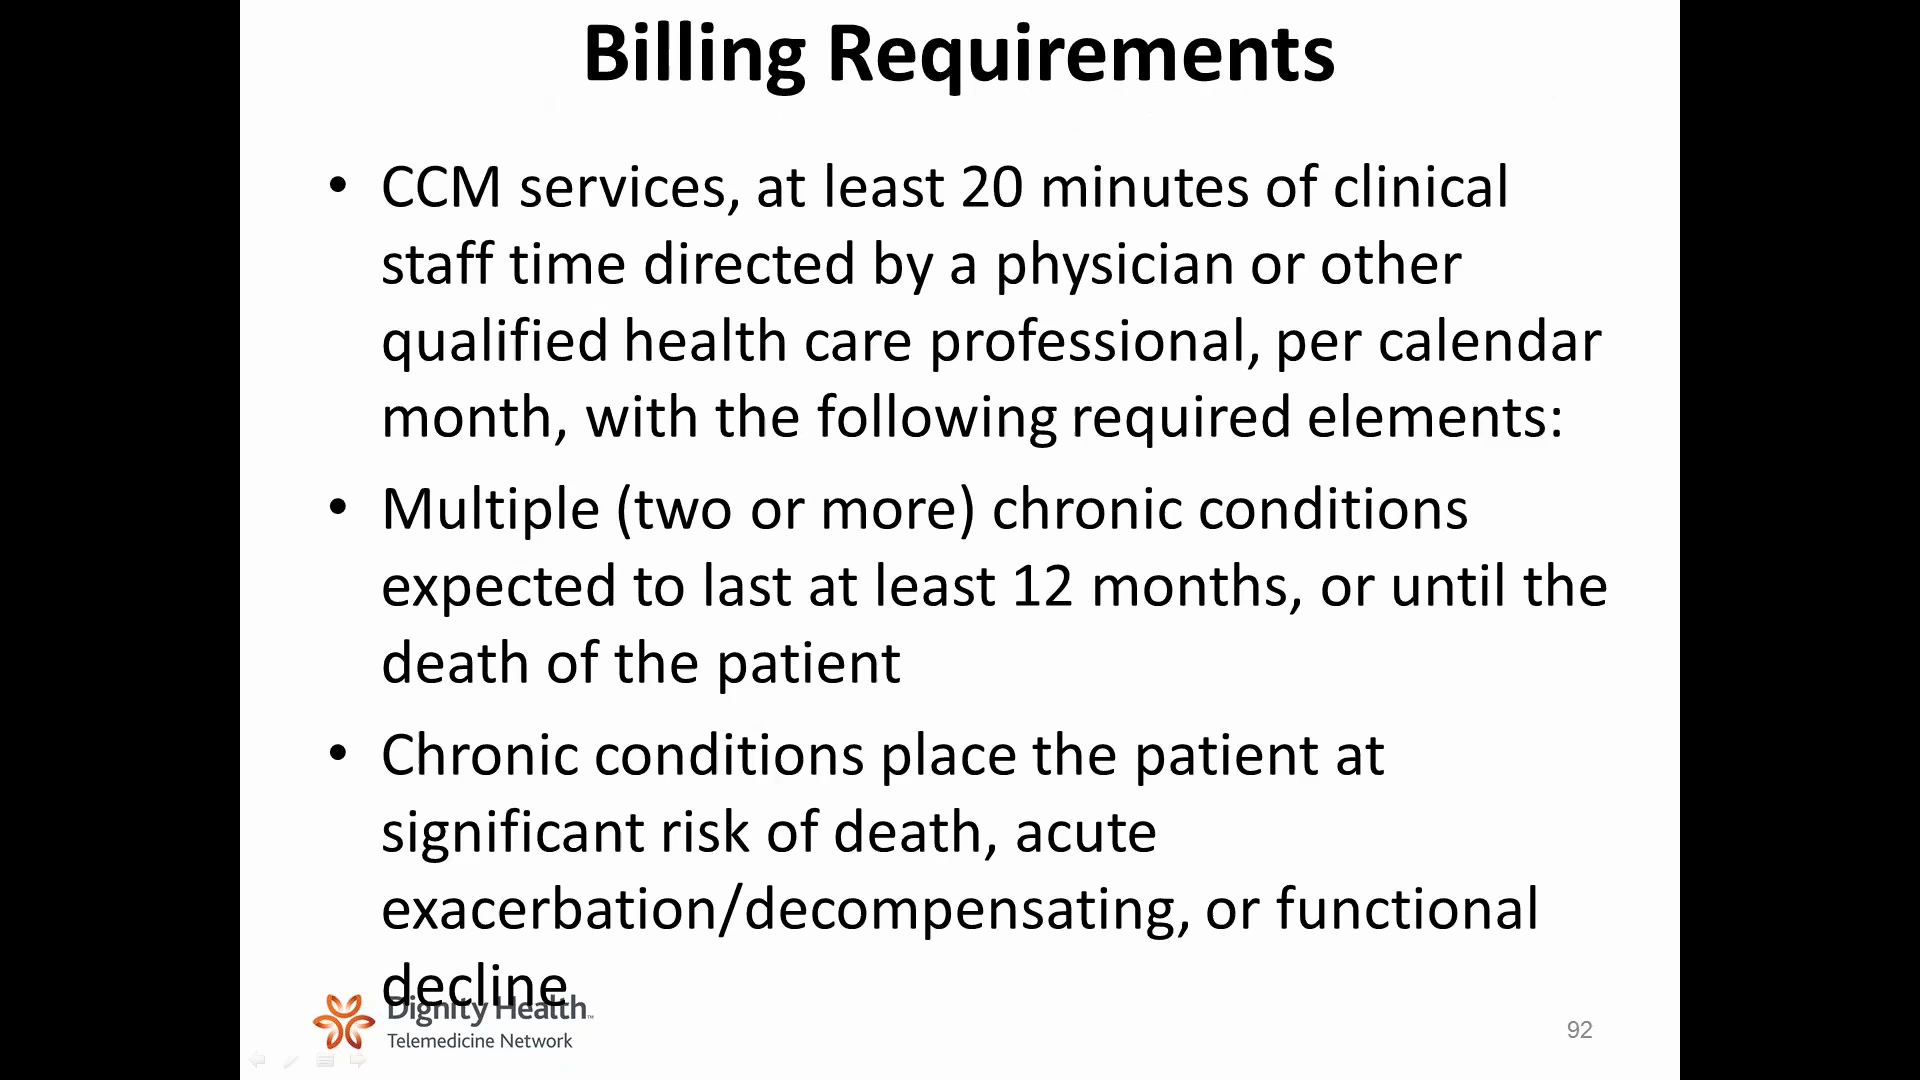 Billing Requirements
• CCM services, at least 20 minutes of clinical
staff time directed by a physician or other
qualified health care professional, per calendar
month, with the following required elements:
• Multiple (two or more) chronic conditions
expected to last at least 12 months, or until the
death of the patient
• Chronic conditions place the patient at
significant risk of death, acute
exacerbation/decompensating, or functional
decline
Dignity Health™
Telemedicine Network
92